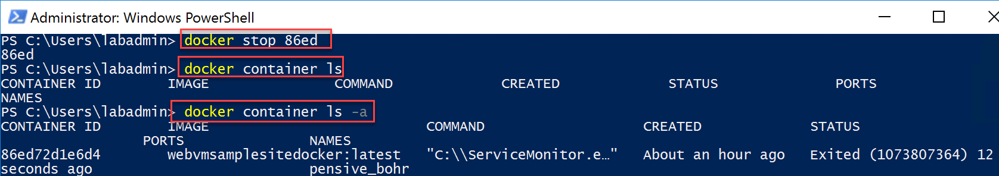 Administrator: Windows PowerShell
PS C:\Users\labadmin> docker stop 86ed
86ed
PS C:\Users\labadmin> docker container ls
CONTAINER ID        IMAGE               COMMAND             CREATED             STATUS              PORTS
NAMES
PS C:\Users\labadmin> docker container ls -a
CONTAINER ID        IMAGE                          COMMAND                   CREATED             STATUS
                 PORTS               NAMES
86ed72d1e6d4        webvmsamplesitedocker:latest   "C:\\ServiceMonitor.e…"   About an hour ago   Exited (1073807364) 12
seconds ago                          pensive_bohr